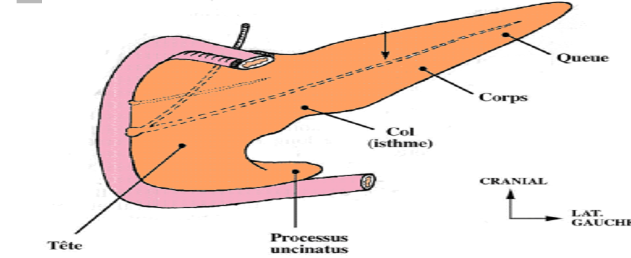 Queue
Corps
Col
(isthme)
CRANIAL
LAT.
GAUCHE
Tête
Processus
uncinatus